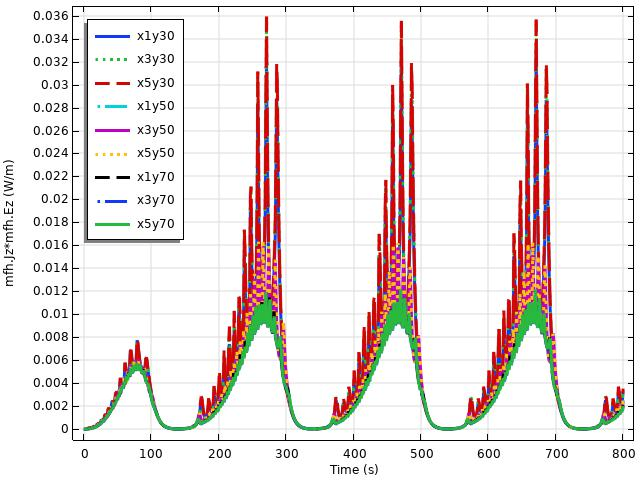 0.036
0.034
0.032
0.03
0.028
0.026
0.024
0.022
0.02
0.018
0.016
0.014
0.012
0.01
0.008
0.006
0.004
0.002
0
mfh.Jz*mfh.Ez (W/m)
x1y30
x3y30
x5y30
x1y50
x3y50
x5y50
x1y70
x3y70
x5y70
0 100 200 300 400 500 600 700 800
Time (s)